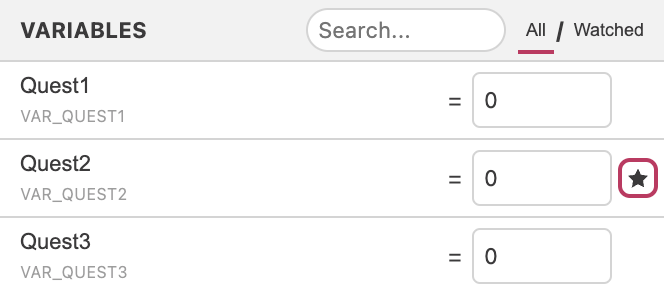 VARIABLES Search... All / Watched
Quest1
VAR_QUEST1 = 0
Quest2
VAR_QUEST2 = 0
Quest3
VAR_QUEST3 = 0